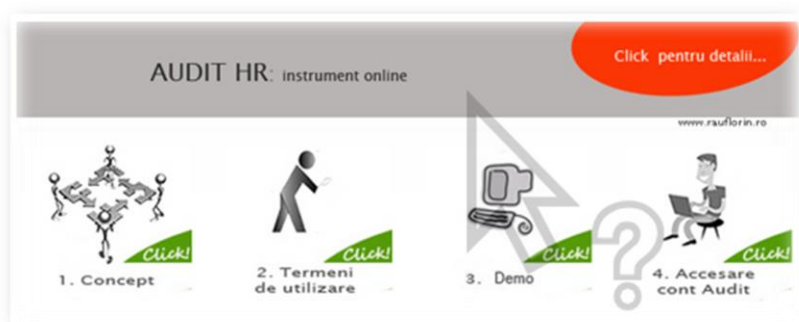 AUDIT HR: instrument online
Click pentru detalii...
www.rauflorin.ro
Click!
Click!
Click!
Click!
1. Concept
2. Termeni
de utilizare
3. Demo
4. Accesare
cont Audit
?